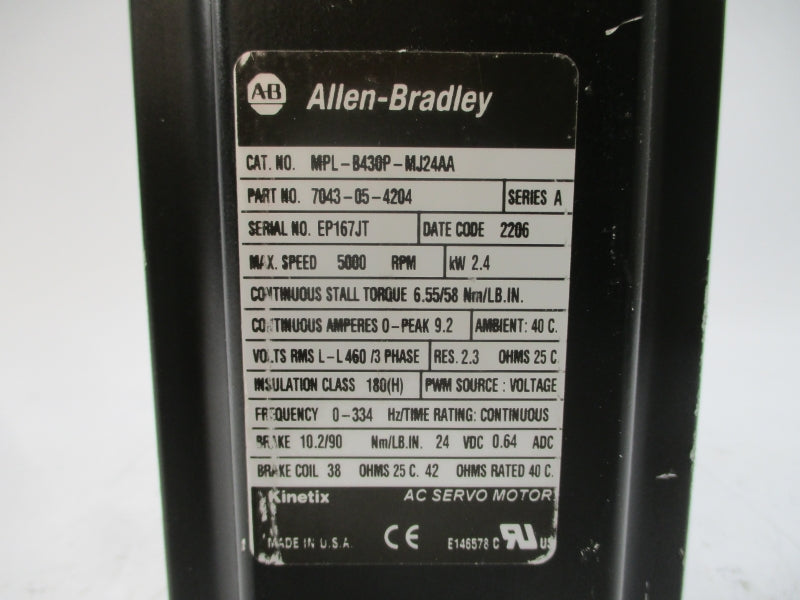 A-B Allen-Bradley
CAT. NO. MPL-B430P-MJ24AA
PART NO. 7043-05-4204 SERIES A
SERIAL NO. EP167JT DATE CODE 2206
MAX. SPEED 5000 RPM kW 2.4
CONTINUOUS STALL TORQUE 6.55/58 Nm/LB.IN.
CONTINUOUS AMPERES 0-PEAK 9.2 AMBIENT: 40 C.
VOLTS RMS L-L 460 /3 PHASE RES. 2.3 OHMS 25 C
INSULATION CLASS 180(H) PWM SOURCE : VOLTAGE
FREQUENCY 0-334 Hz/TIME RATING: CONTINUOUS
BRAKE 10.2/90 Nm/LB.IN. 24 VDC 0.64 ADC
BRAKE COIL 38 OHMS 25 C. 42 OHMS RATED 40 C.
Kinetix AC SERVO MOTOR
MADE IN U.S.A. CE E146578 C UR US